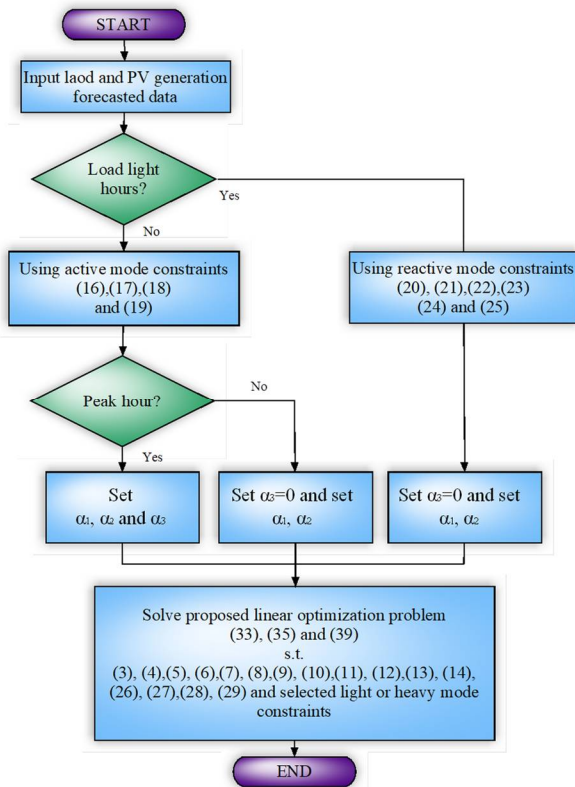 START
Input laod and PV generation
forecasted data
Load light
hours?
Yes
No
Using active mode constraints
(16),(17),(18)
and (19)
Using reactive mode constraints
(20), (21),(22),(23)
(24) and (25)
Peak hour?
No
Yes
Set
α₁, α₂ and α₃
Set α₃=0 and set
α₁, α₂
Set α₃=0 and set
α₁, α₂
Solve proposed linear optimization problem
(33), (35) and (39)
s.t.
(3), (4),(5), (6),(7), (8),(9), (10),(11), (12),(13), (14),
(26), (27),(28), (29) and selected light or heavy mode
constraints
END